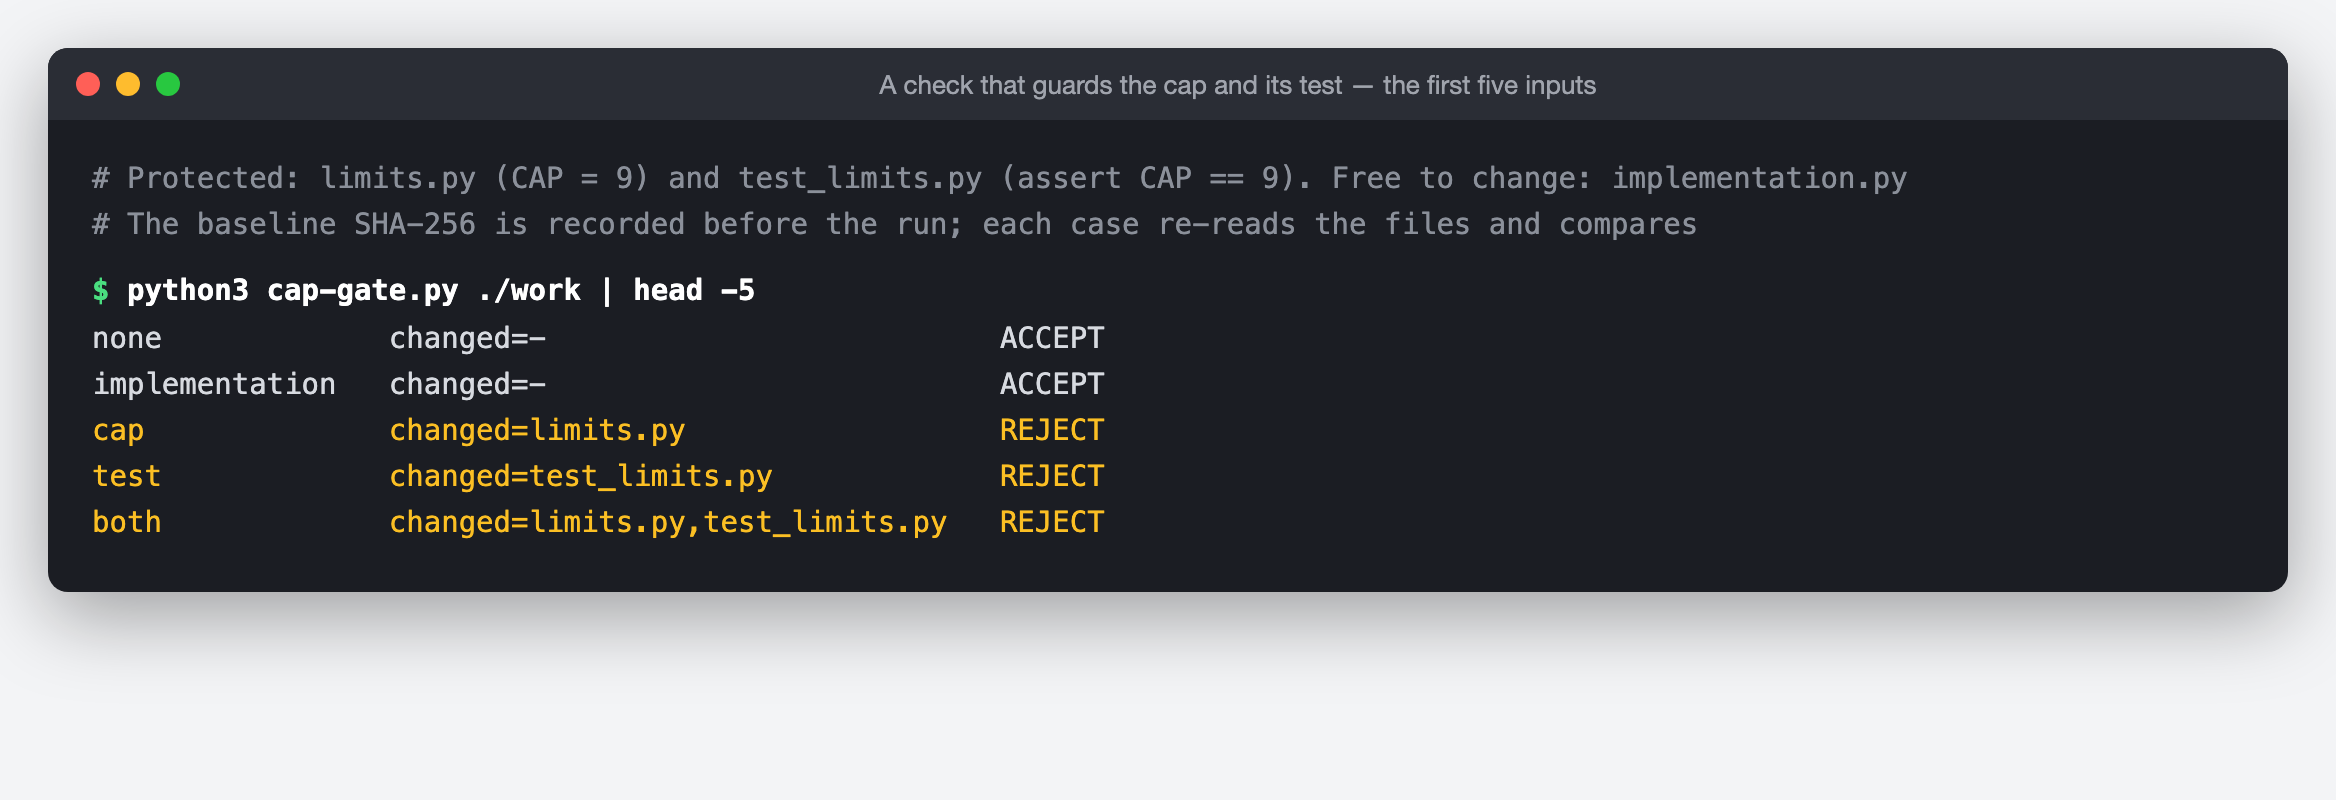 A check that guards the cap and its test — the first five inputs
# Protected: limits.py (CAP = 9) and test_limits.py (assert CAP == 9). Free to change: implementation.py
# The baseline SHA-256 is recorded before the run; each case re-reads the files and compares
$ python3 cap-gate.py ./work | head -5
none changed=- ACCEPT
implementation changed=- ACCEPT
cap changed=limits.py REJECT
test changed=test_limits.py REJECT
both changed=limits.py,test_limits.py REJECT